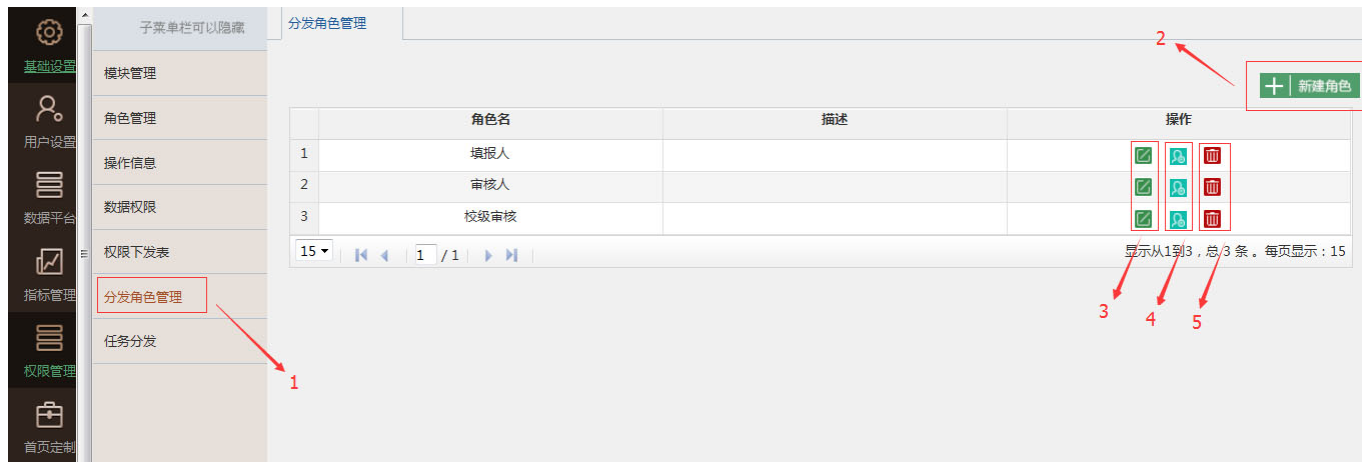 基础设置
用户设置
数据平台
指标管理
权限管理
首页定制
子菜单栏可以隐藏
模块管理
角色管理
操作信息
数据权限
权限下发表
分发角色管理
任务分发
分发角色管理
2
新建角色
角色名 描述 操作
1 填报人
2 审核人
3 校级审核
15 1 / 1 显示从1到3，总 3 条 。每页显示：15
3 4 5
1